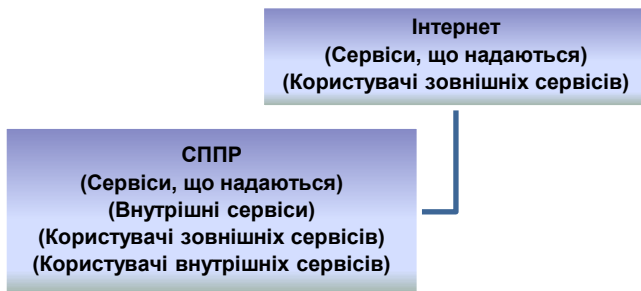 Інтернет
(Сервіси, що надаються)
(Користувачі зовнішніх сервісів)
СППР
(Сервіси, що надаються)
(Внутрішні сервіси)
(Користувачі зовнішніх сервісів)
(Користувачі внутрішніх сервісів)